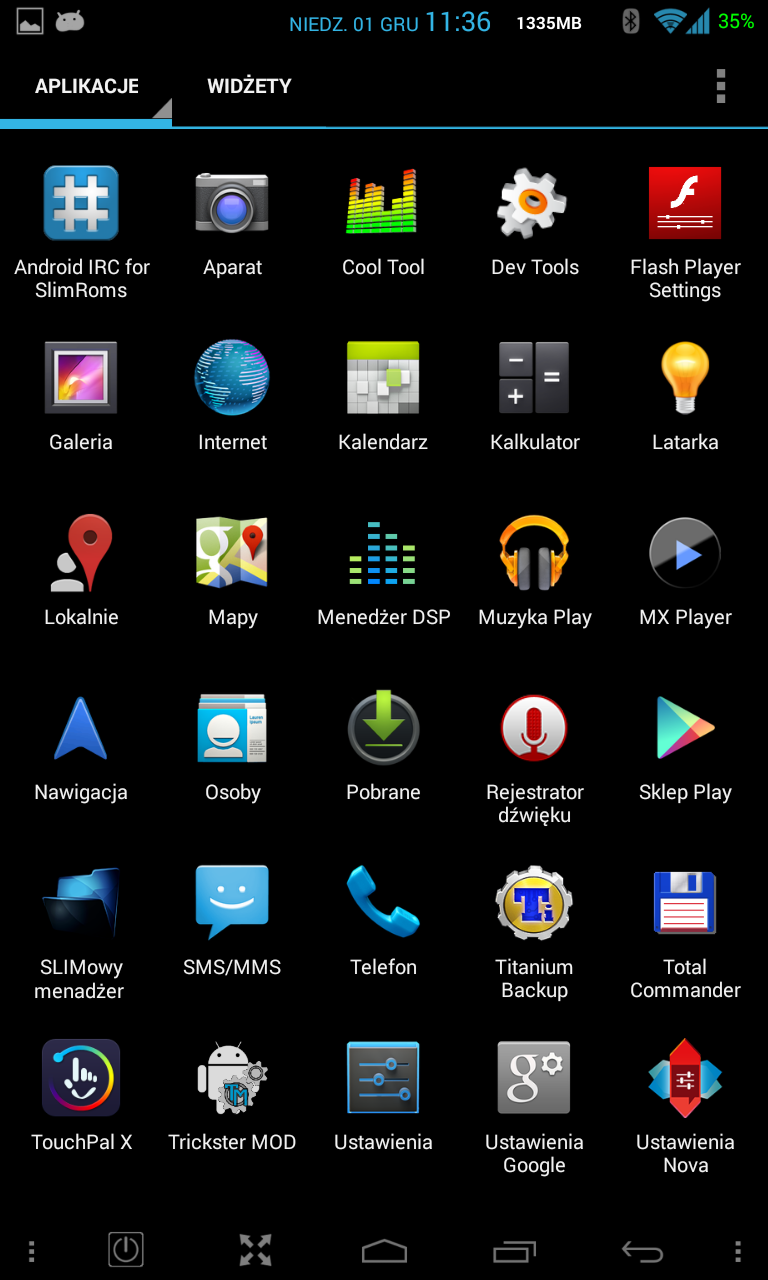 NIEDZ. 01 GRU 11:36 1335MB 35%
APLIKACJE WIDŻETY
Android IRC for SlimRoms
Aparat
Cool Tool
Dev Tools
Flash Player Settings
Galeria
Internet
Kalendarz
Kalkulator
Latarka
Lokalnie
Mapy
Menedżer DSP
Muzyka Play
MX Player
Nawigacja
Osoby
Pobrane
Rejestrator dźwięku
Sklep Play
SLIMowy menadżer
SMS/MMS
Telefon
Titanium Backup
Total Commander
TouchPal X
Trickster MOD
Ustawienia
Ustawienia Google
Ustawienia Nova